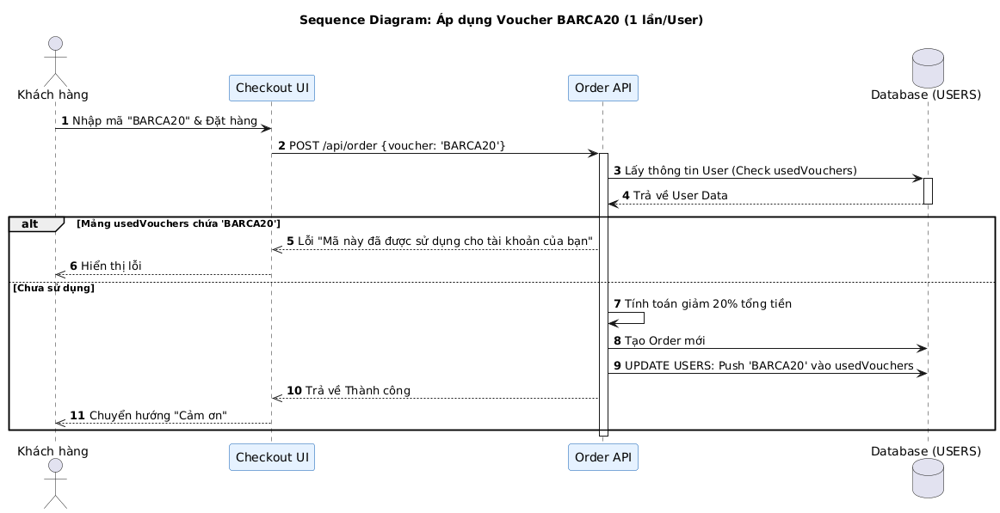 Sequence Diagram: Áp dụng Voucher BARCA20 (1 lần/User)
Khách hàng
Checkout UI
Order API
Database (USERS)
1 Nhập mã "BARCA20" & Đặt hàng
2 POST /api/order {voucher: 'BARCA20'}
3 Lấy thông tin User (Check usedVouchers)
4 Trả về User Data
alt [Mảng usedVouchers chứa 'BARCA20']
5 Lỗi "Mã này đã được sử dụng cho tài khoản của bạn"
6 Hiển thị lỗi
[Chưa sử dụng]
7 Tính toán giảm 20% tổng tiền
8 Tạo Order mới
9 UPDATE USERS: Push 'BARCA20' vào usedVouchers
10 Trả về Thành công
11 Chuyển hướng "Cảm ơn"
Khách hàng
Checkout UI
Order API
Database (USERS)